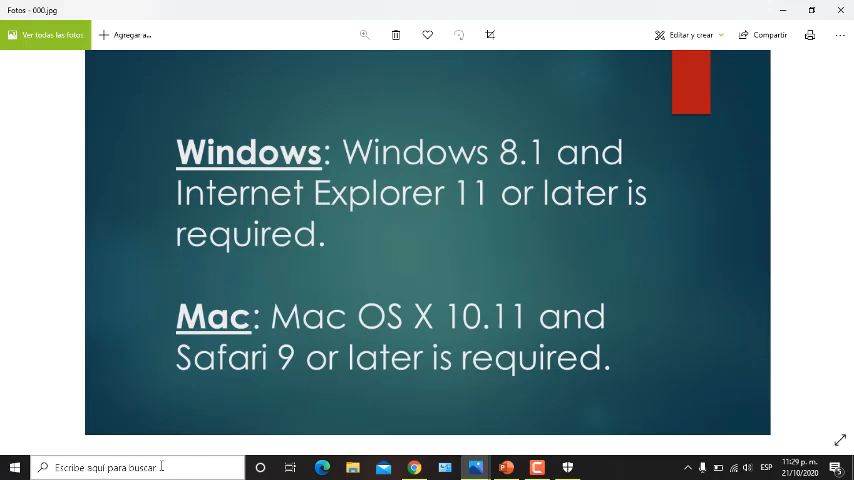 Fotos - 000.jpg
Ver todas las fotos
Agregar a...
Editar y crear
Compartir
Windows: Windows 8.1 and
Internet Explorer 11 or later is
required.
Mac: Mac OS X 10.11 and
Safari 9 or later is required.
Escribe aquí para buscar
ESP
11:29 p. m.
21/10/2020
5